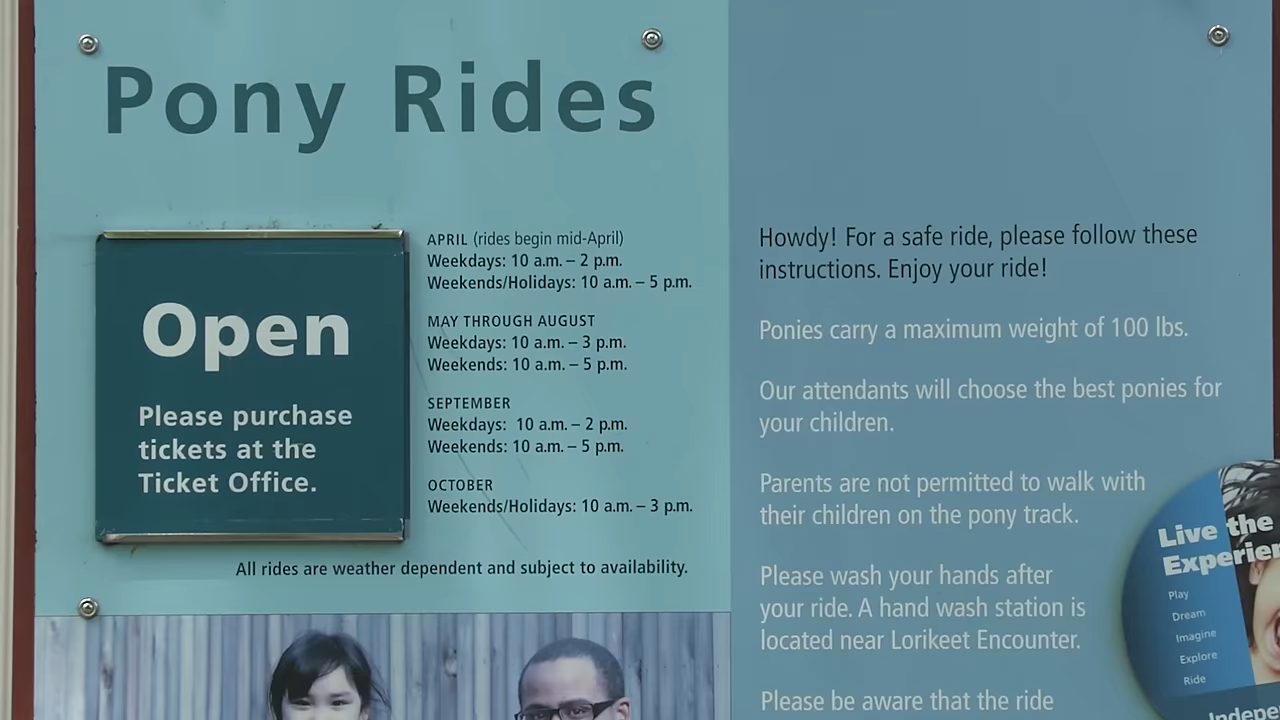 Pony Rides
Open
Please purchase
tickets at the
Ticket Office.
APRIL (rides begin mid-April)
Weekdays: 10 a.m. – 2 p.m.
Weekends/Holidays: 10 a.m. – 5 p.m.
MAY THROUGH AUGUST
Weekdays: 10 a.m. – 3 p.m.
Weekends: 10 a.m. – 5 p.m.
SEPTEMBER
Weekdays: 10 a.m. – 2 p.m.
Weekends: 10 a.m. – 5 p.m.
OCTOBER
Weekends/Holidays: 10 a.m. – 3 p.m.
All rides are weather dependent and subject to availability.
Howdy! For a safe ride, please follow these
instructions. Enjoy your ride!
Ponies carry a maximum weight of 100 lbs.
Our attendants will choose the best ponies for
your children.
Parents are not permitted to walk with
their children on the pony track.
Please wash your hands after
your ride. A hand wash station is
located near Lorikeet Encounter.
Please be aware that the ride
Live the
Play
Dream
Imagine
Explore
Ride